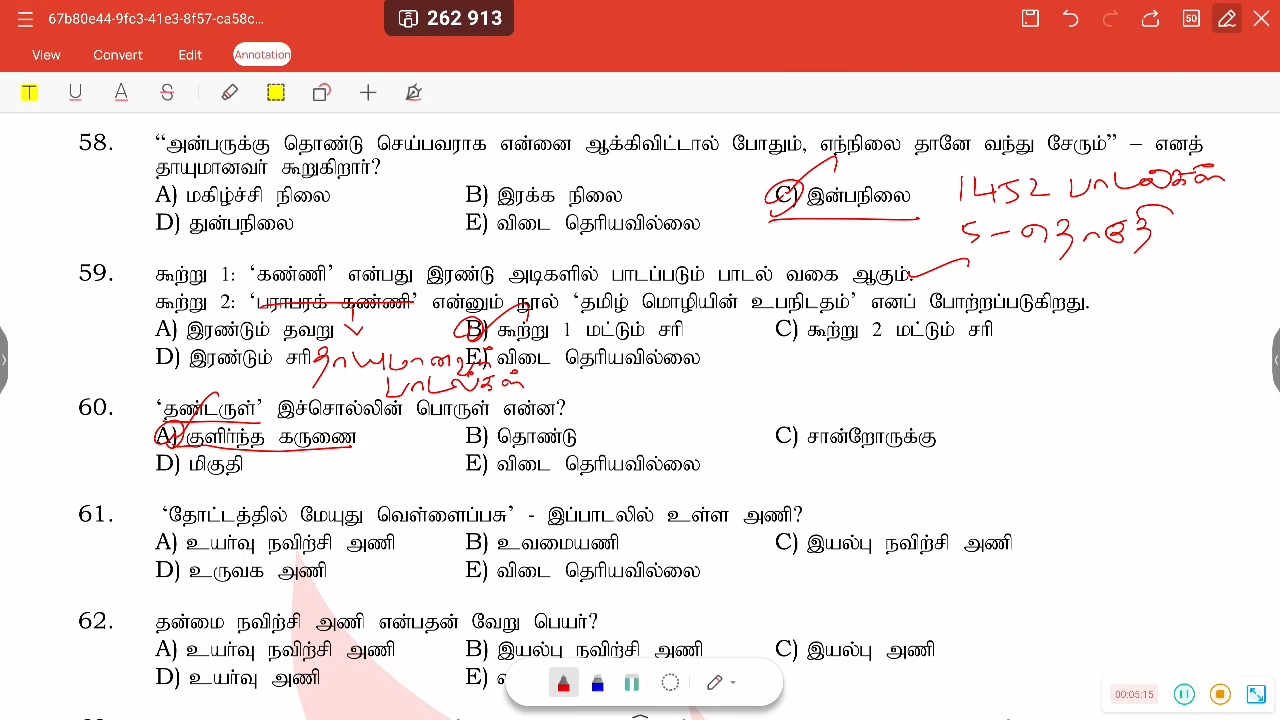 67b80e44-9fc3-41e3-8f57-ca58c...
262 913
50
View Convert Edit Annotation
58. “அன்பருக்கு தொண்டு செய்பவராக என்னை ஆக்கிவிட்டால் போதும், எந்நிலை தானே வந்து சேரும்” – எனத்
தாயுமானவர் கூறுகிறார்?
A) மகிழ்ச்சி நிலை B) இரக்க நிலை C) இன்பநிலை 1452 பாடல்கள்
D) துன்பநிலை E) விடை தெரியவில்லை 5 - தொகுதி
59. கூற்று 1: ‘கண்ணி’ என்பது இரண்டு அடிகளில் பாடப்படும் பாடல் வகை ஆகும்.
கூற்று 2: ‘பராபரக் கண்ணி’ என்னும் நூல் ‘தமிழ் மொழியின் உபநிடதம்’ எனப் போற்றப்படுகிறது.
A) இரண்டும் தவறு B) கூற்று 1 மட்டும் சரி C) கூற்று 2 மட்டும் சரி
D) இரண்டும் சரி தாயுமானவர் E) விடை தெரியவில்லை
பாடல்கள்
60. ‘தண்டருள்’ இச்சொல்லின் பொருள் என்ன?
A) குளிர்ந்த கருணை B) தொண்டு C) சான்றோருக்கு
D) மிகுதி E) விடை தெரியவில்லை
61. ‘தோட்டத்தில் மேயுது வெள்ளைப்பசு’ - இப்பாடலில் உள்ள அணி?
A) உயர்வு நவிற்சி அணி B) உவமையணி C) இயல்பு நவிற்சி அணி
D) உருவக அணி E) விடை தெரியவில்லை
62. தன்மை நவிற்சி அணி என்பதன் வேறு பெயர்?
A) உயர்வு நவிற்சி அணி B) இயல்பு நவிற்சி அணி C) இயல்பு அணி
D) உயர்வு அணி
00:05:15